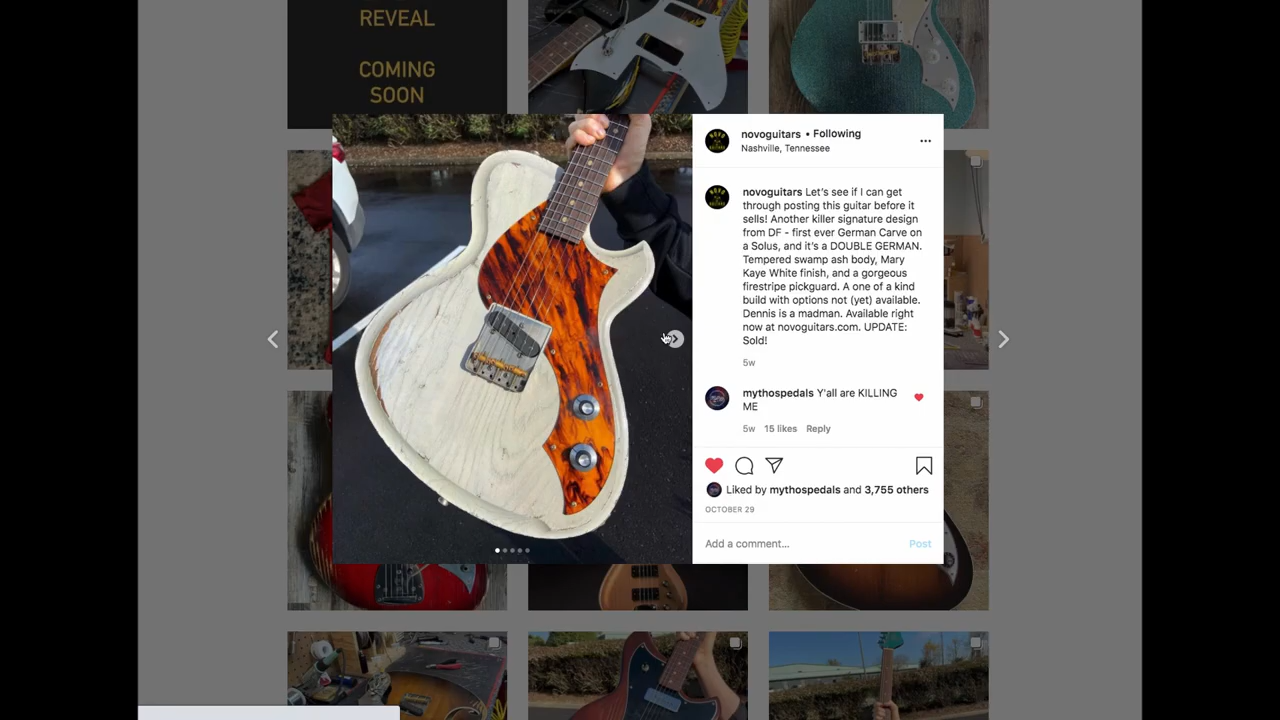 REVEAL
COMING
SOON
novoguitars • Following
Nashville, Tennessee
novoguitars Let's see if I can get
through posting this guitar before it
sells! Another killer signature design
from DF - first ever German Carve on
a Solus, and it's a DOUBLE GERMAN.
Tempered swamp ash body, Mary
Kaye White finish, and a gorgeous
firestripe pickguard. A one of a kind
build with options not (yet) available.
Dennis is a madman. Available right
now at novoguitars.com. UPDATE:
Sold!
5w
mythospedals Y'all are KILLING
ME
5w 15 likes Reply
Liked by mythospedals and 3,755 others
OCTOBER 29
Add a comment... Post